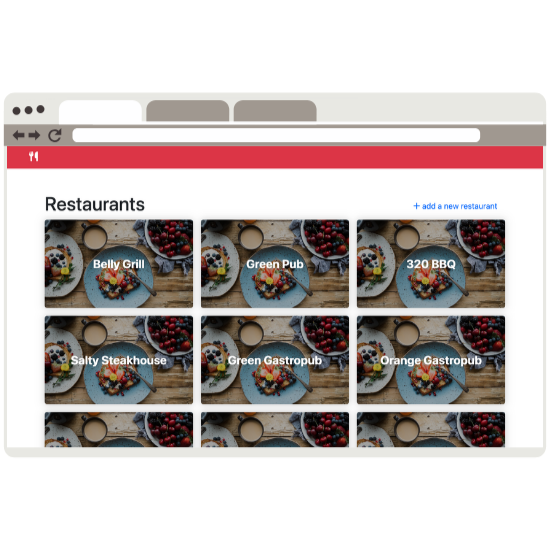 Restaurants
+ add a new restaurant
Belly Grill
Green Pub
320 BBQ
Salty Steakhouse
Green Gastropub
Orange Gastropub